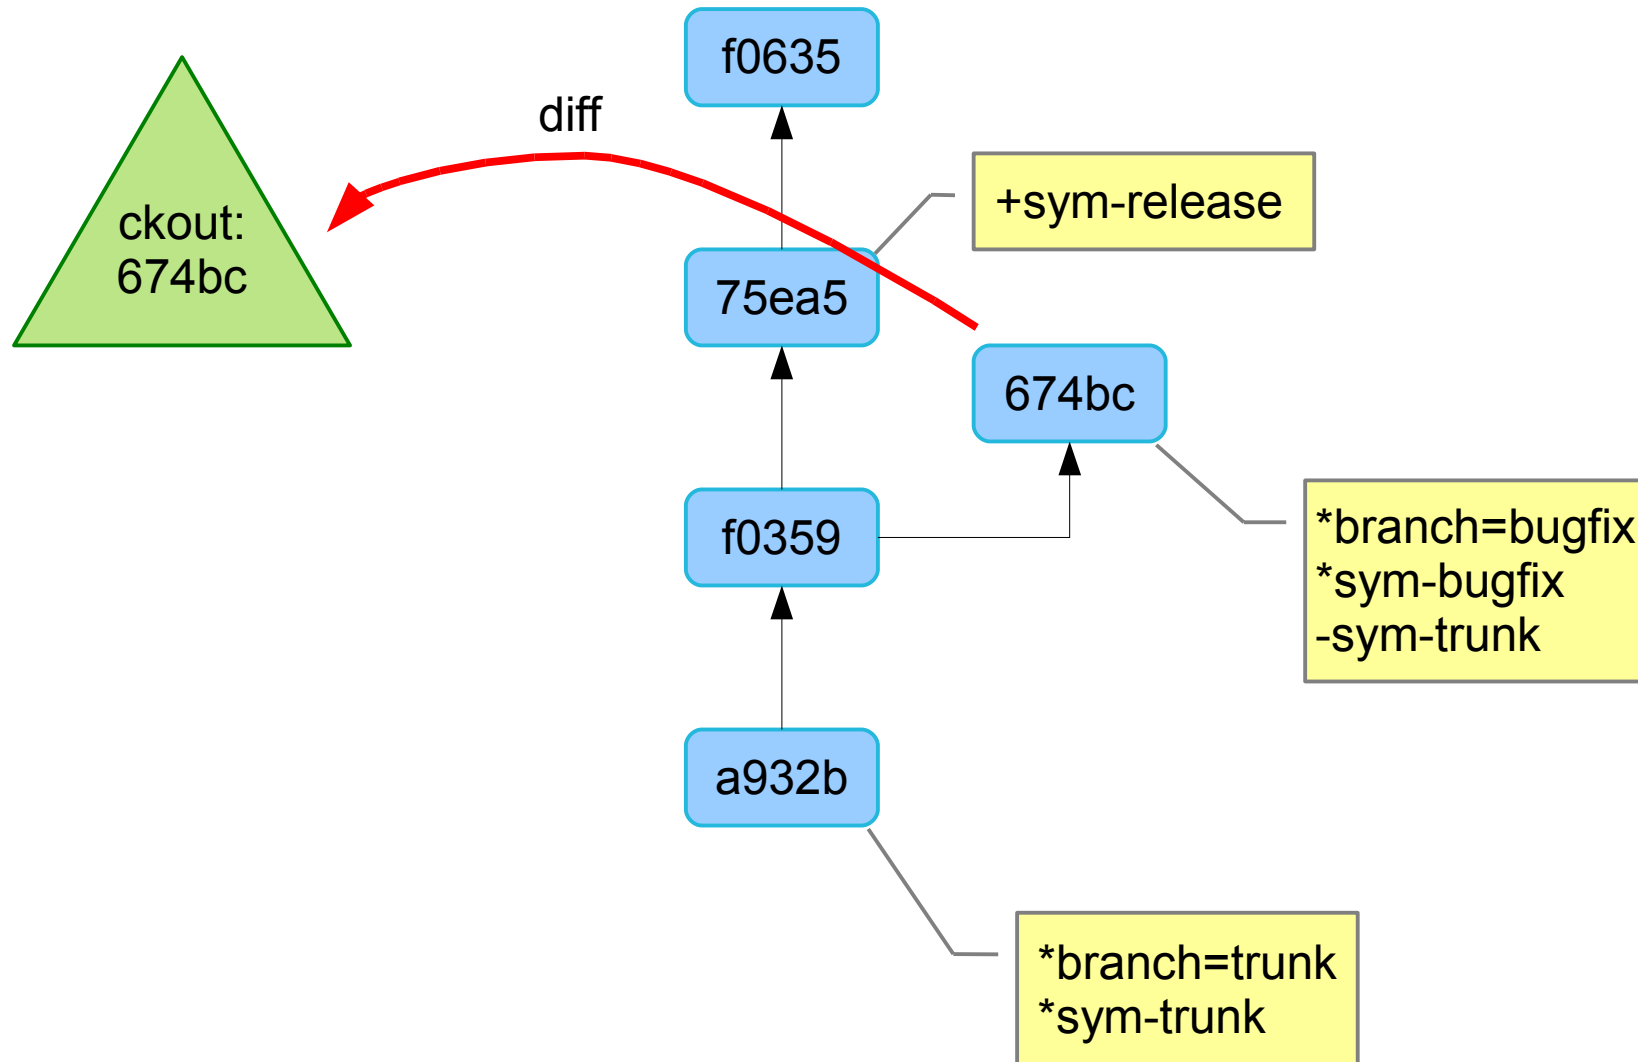 f0635
diff
+sym-release
ckout:
674bc
75ea5
674bc
f0359
*branch=bugfix
*sym-bugfix
-sym-trunk
a932b
*branch=trunk
*sym-trunk